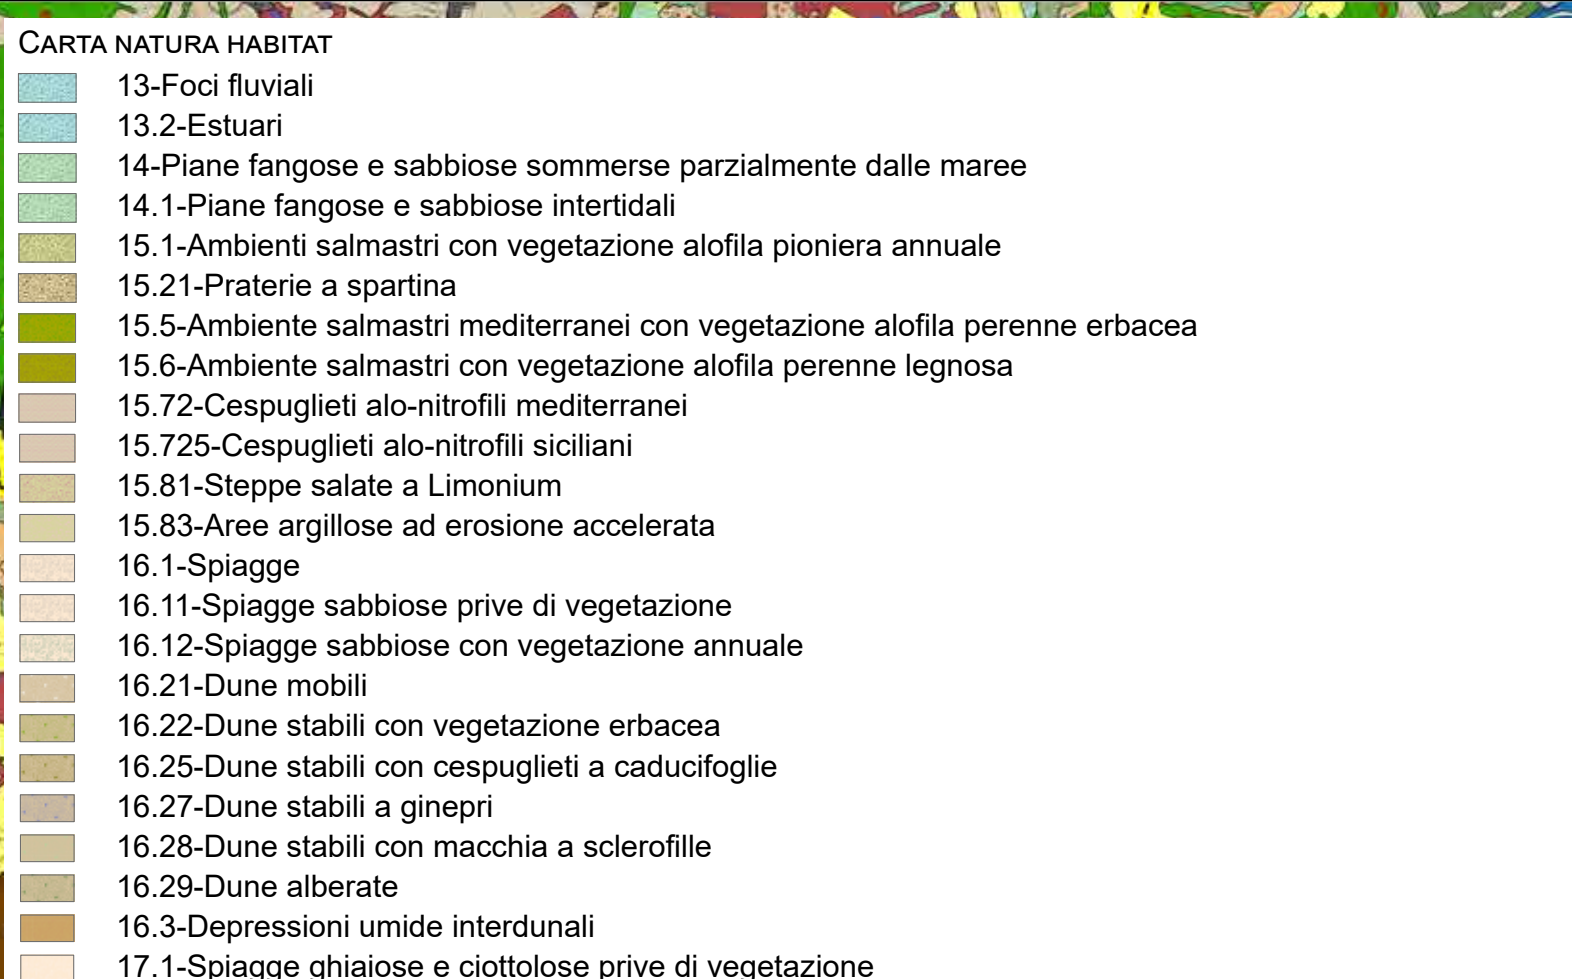 CARTA NATURA HABITAT
13-Foci fluviali
13.2-Estuari
14-Piane fangose e sabbiose sommerse parzialmente dalle maree
14.1-Piane fangose e sabbiose intertidali
15.1-Ambienti salmastri con vegetazione alofila pioniera annuale
15.21-Praterie a spartina
15.5-Ambiente salmastri mediterranei con vegetazione alofila perenne erbacea
15.6-Ambiente salmastri con vegetazione alofila perenne legnosa
15.72-Cespuglieti alo-nitrofili mediterranei
15.725-Cespuglieti alo-nitrofili siciliani
15.81-Steppe salate a Limonium
15.83-Aree argillose ad erosione accelerata
16.1-Spiagge
16.11-Spiagge sabbiose prive di vegetazione
16.12-Spiagge sabbiose con vegetazione annuale
16.21-Dune mobili
16.22-Dune stabili con vegetazione erbacea
16.25-Dune stabili con cespuglieti a caducifoglie
16.27-Dune stabili a ginepri
16.28-Dune stabili con macchia a sclerofille
16.29-Dune alberate
16.3-Depressioni umide interdunali
17.1-Spiagge ghiaiose e ciottolose prive di vegetazione